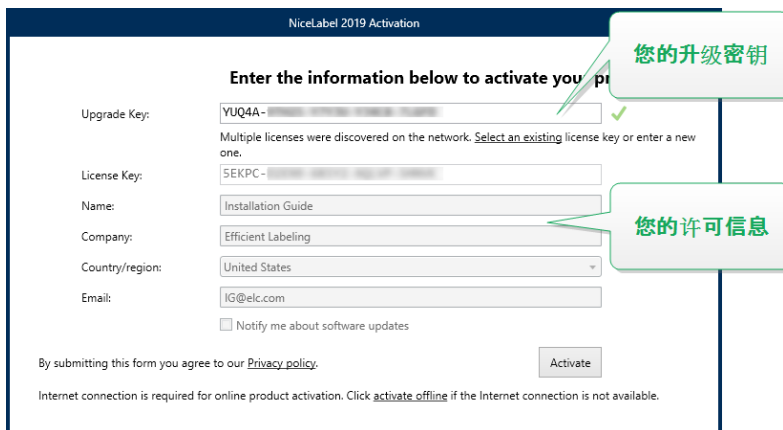 NiceLabel 2019 Activation
您的升级密钥
Enter the information below to activate your
Upgrade Key:
YUQ4A-
Multiple licenses were discovered on the network. Select an existing license key or enter a new
one.
License Key:
5EKPC-
Name:
Installation Guide
您的许可信息
Company:
Efficient Labeling
Country/region:
United States
Email:
IG@elc.com
Notify me about software updates
By submitting this form you agree to our Privacy policy.
Activate
Internet connection is required for online product activation. Click activate offline if the Internet connection is not available.